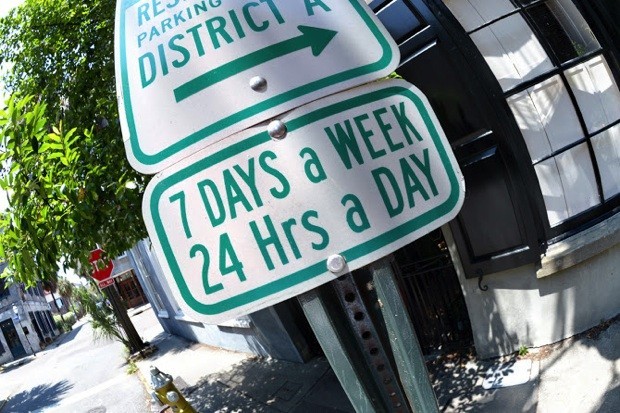 PARKING
DISTRICT A
7 DAYS a WEEK
24 Hrs a DAY